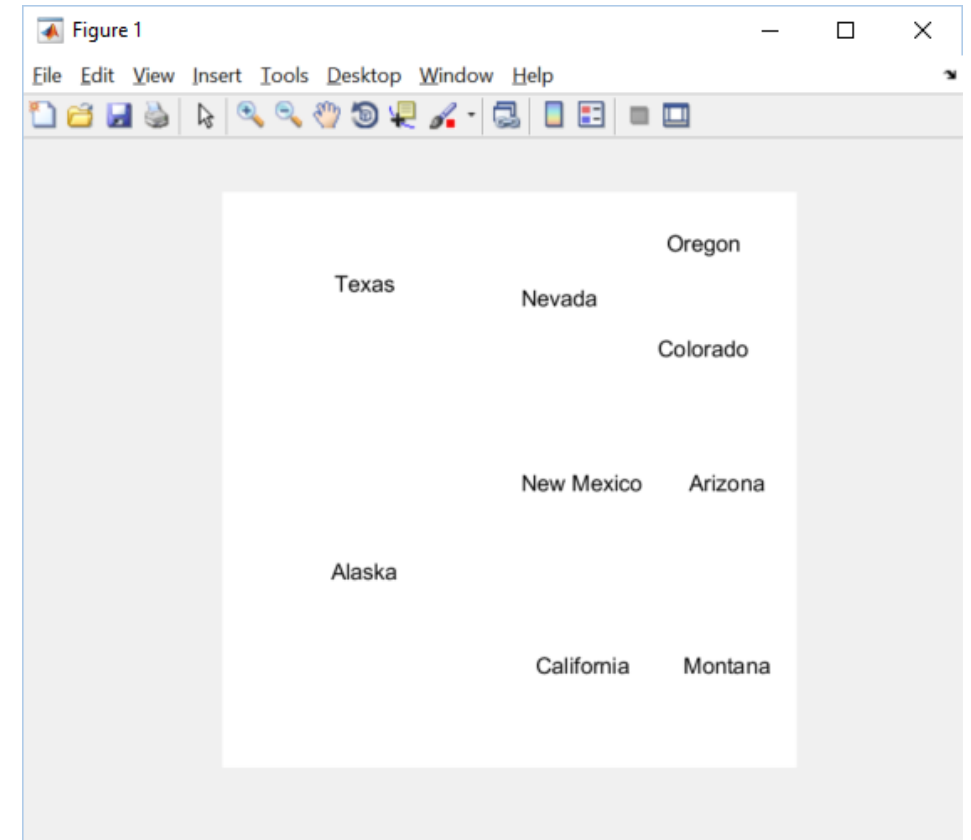 Figure 1
File Edit View Insert Tools Desktop Window Help
Oregon
Texas
Nevada
Colorado
New Mexico Arizona
Alaska
California Montana